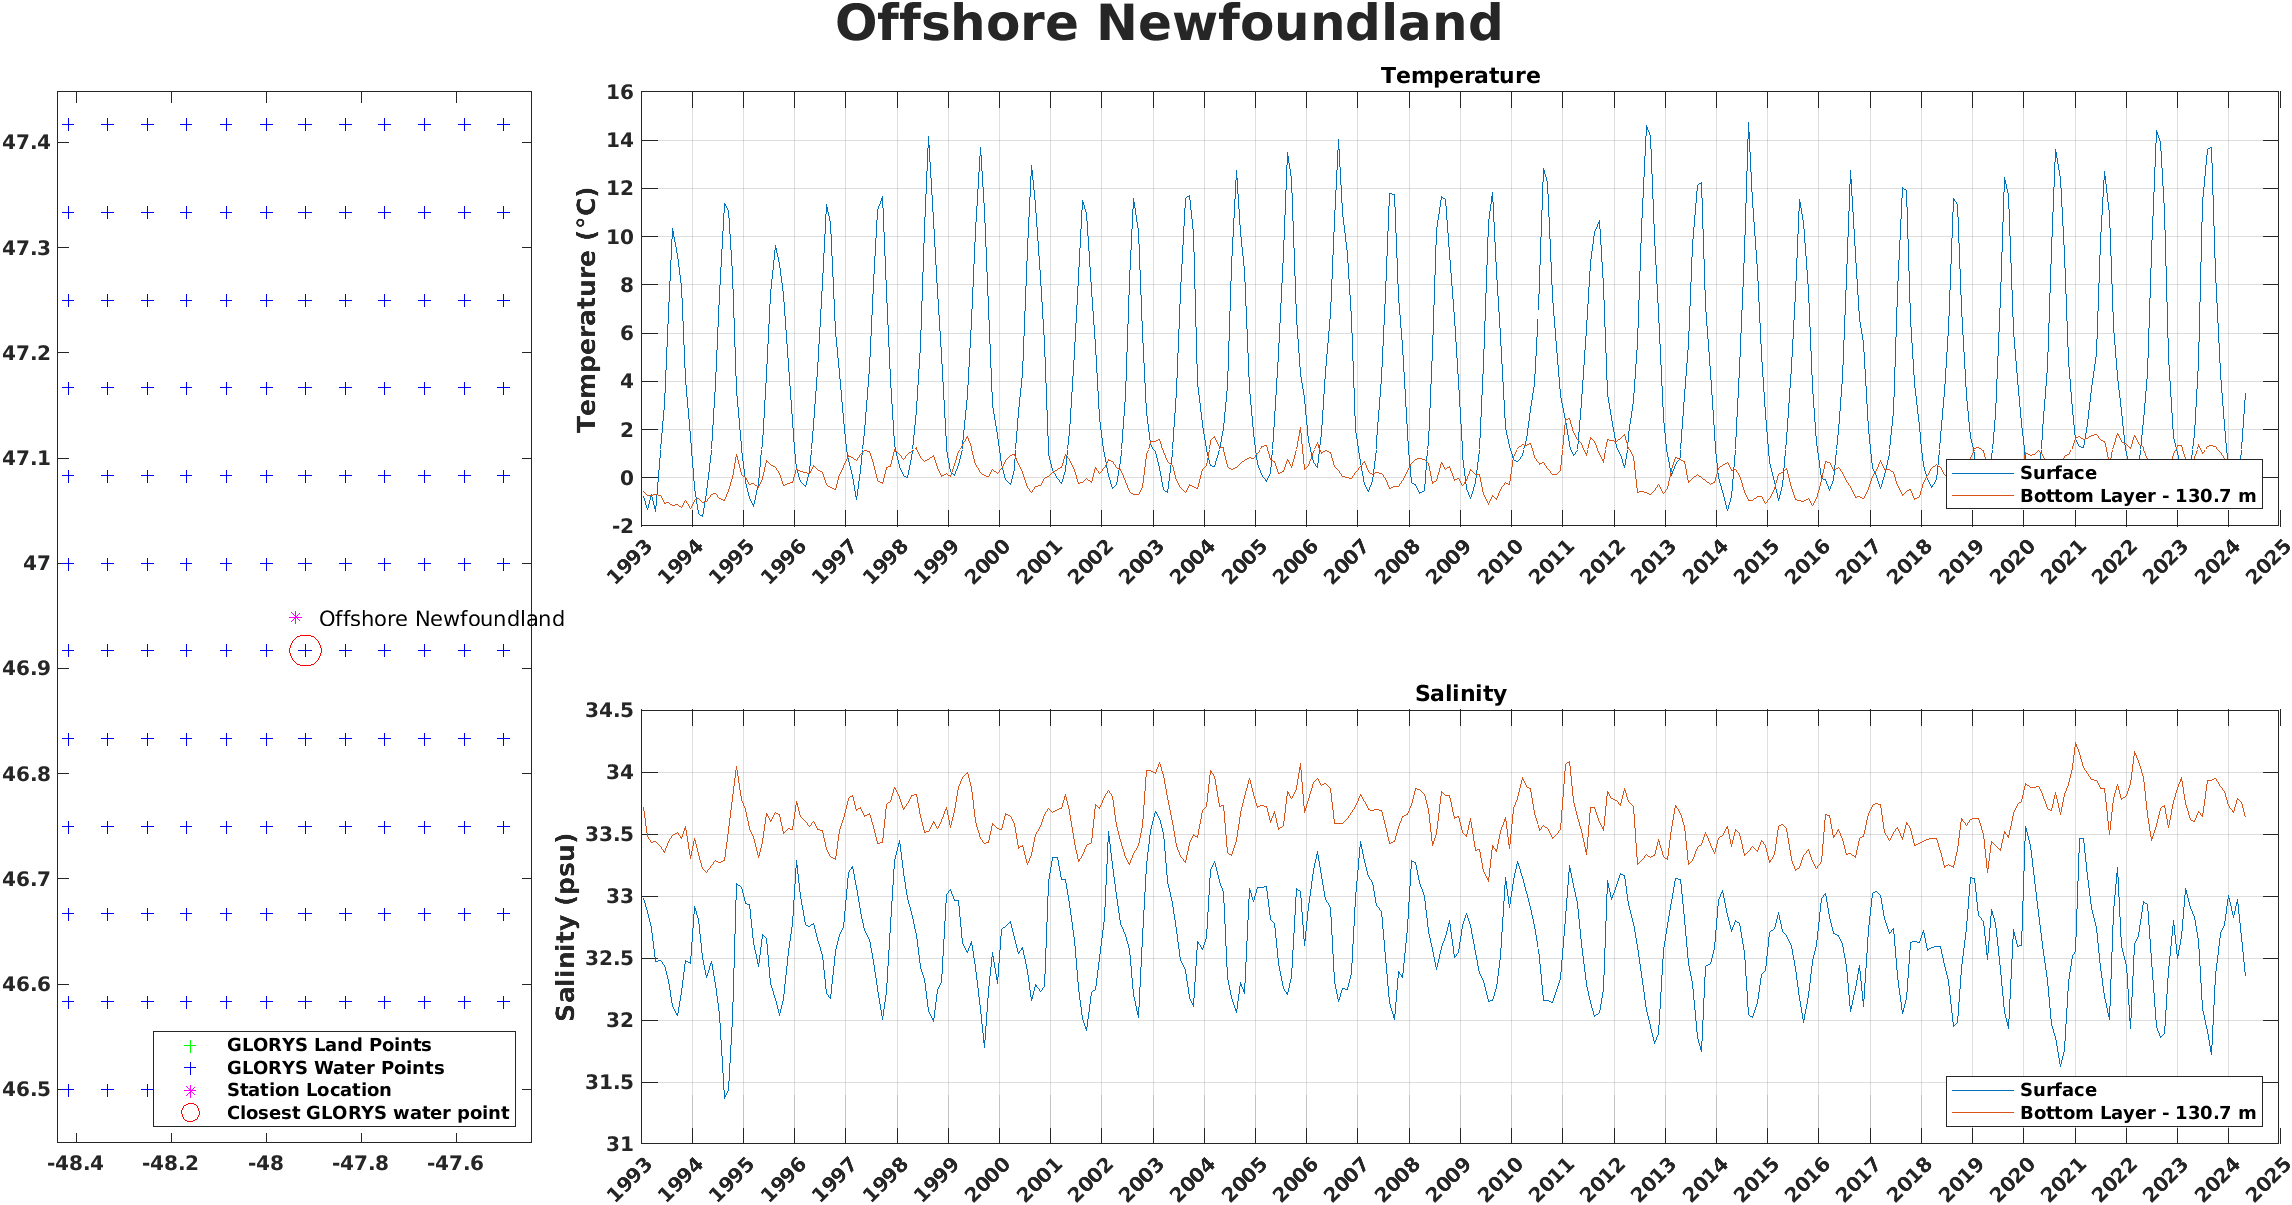 Offshore Newfoundland
47.4
47.3
47.2
47.1
47
46.9
46.8
46.7
46.6
46.5
-48.4 -48.2 -48 -47.8 -47.6
Offshore Newfoundland
GLORYS Land Points
GLORYS Water Points
Station Location
Closest GLORYS water point
Temperature
Temperature (°C)
16
14
12
10
8
6
4
2
0
-2
1993 1994 1995 1996 1997 1998 1999 2000 2001 2002 2003 2004 2005 2006 2007 2008 2009 2010 2011 2012 2013 2014 2015 2016 2017 2018 2019 2020 2021 2022 2023 2024 2025
Surface
Bottom Layer - 130.7 m
Salinity
Salinity (psu)
34.5
34
33.5
33
32.5
32
31.5
31
1993 1994 1995 1996 1997 1998 1999 2000 2001 2002 2003 2004 2005 2006 2007 2008 2009 2010 2011 2012 2013 2014 2015 2016 2017 2018 2019 2020 2021 2022 2023 2024 2025
Surface
Bottom Layer - 130.7 m